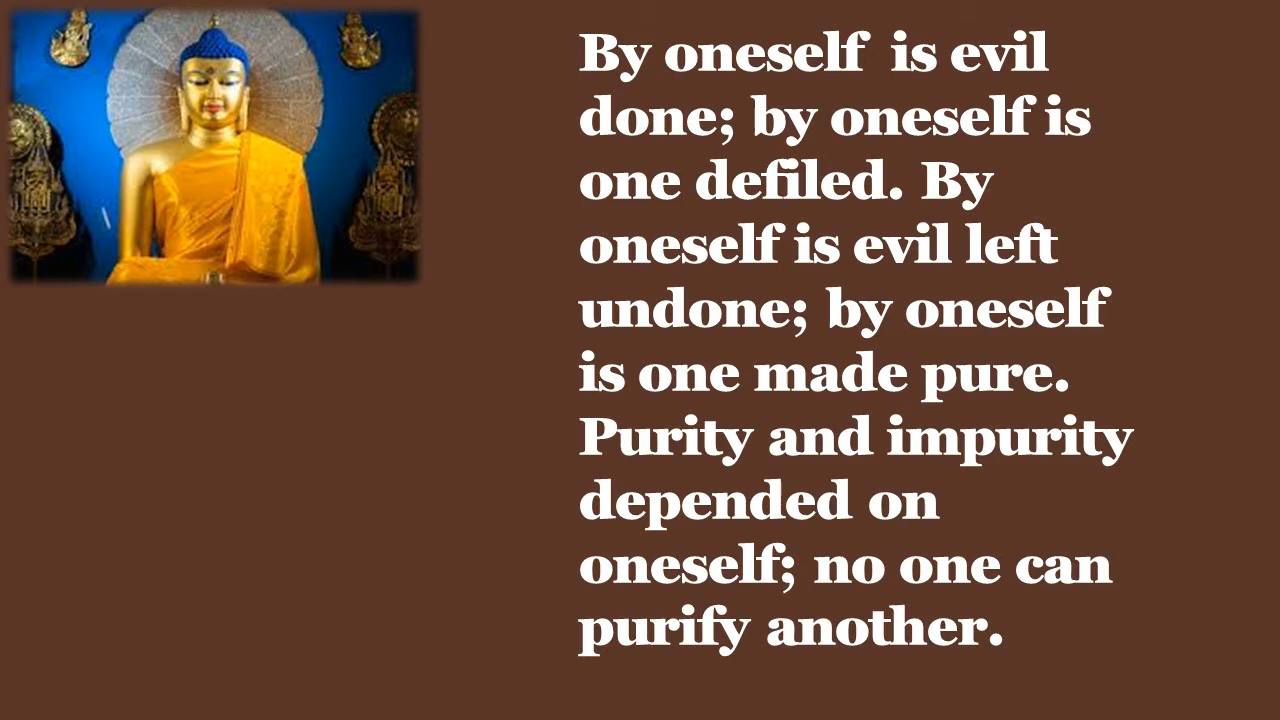 By oneself  is evil
done; by oneself is
one defiled. By
oneself is evil left
undone; by oneself
is one made pure.
Purity and impurity
depended on
oneself; no one can
purify another.